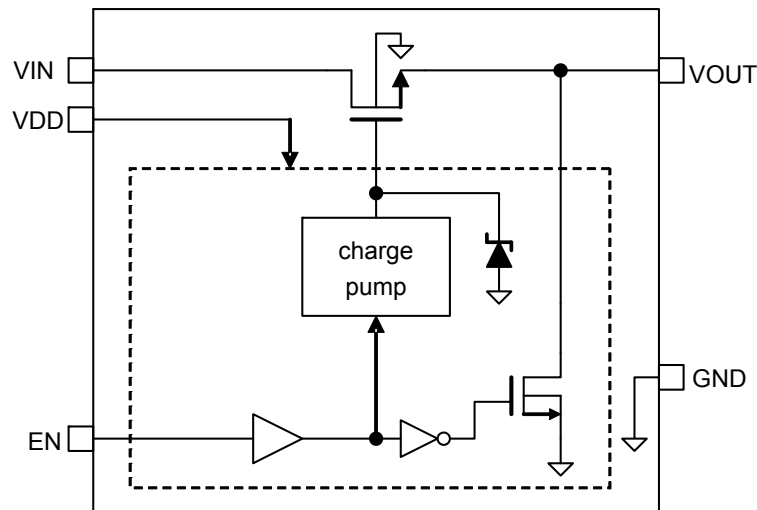 VIN
VOUT
VDD
charge
pump
GND
EN